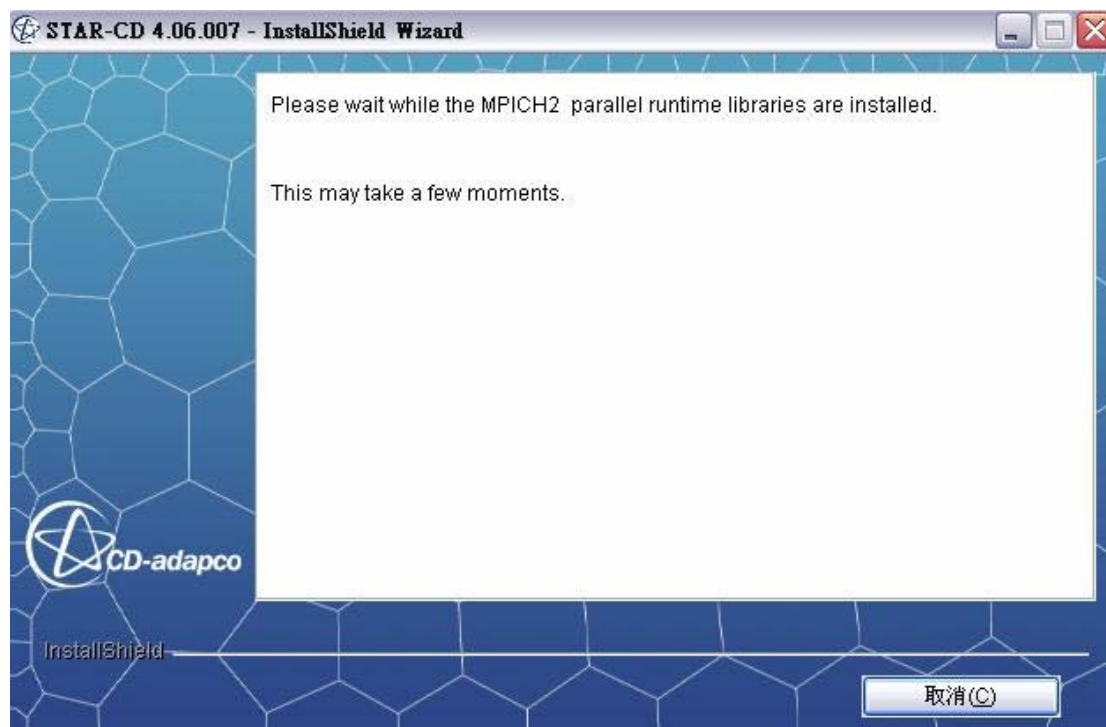 STAR-CD 4.06.007 - InstallShield Wizard
Please wait while the MPICH2 parallel runtime libraries are installed.
This may take a few moments.
CD-adapco
InstallShield
取消(C)